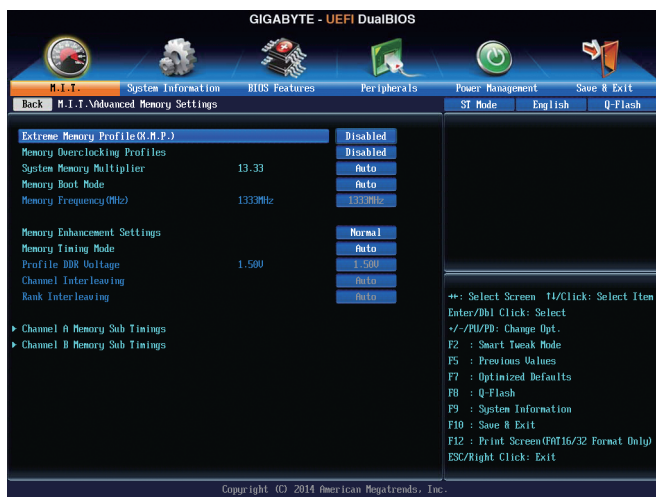 GIGABYTE - UEFI DualBIOS
M.I.T. System Information BIOS Features Peripherals Power Management Save & Exit
Back M.I.T.\Advanced Memory Settings ST Mode English Q-Flash
Extreme Memory Profile(X.M.P.) Disabled
Memory Overclocking Profiles Disabled
System Memory Multiplier 13.33 Auto
Memory Boot Mode Auto
Memory Frequency(MHz) 1333MHz 1333MHz
Memory Enhancement Settings Normal
Memory Timing Mode Auto
Profile DDR Voltage 1.50V 1.50V
Channel Interleaving Auto
Rank Interleaving Auto
Channel A Memory Sub Timings
Channel B Memory Sub Timings
→←: Select Screen ↑↓/Click: Select Item
Enter/Dbl Click: Select
+/-/PU/PD: Change Opt.
F2 : Smart Tweak Mode
F5 : Previous Values
F7 : Optimized Defaults
F8 : Q-Flash
F9 : System Information
F10 : Save & Exit
F12 : Print Screen(FAT16/32 Format Only)
ESC/Right Click: Exit
Copyright (C) 2014 American Megatrends, Inc.